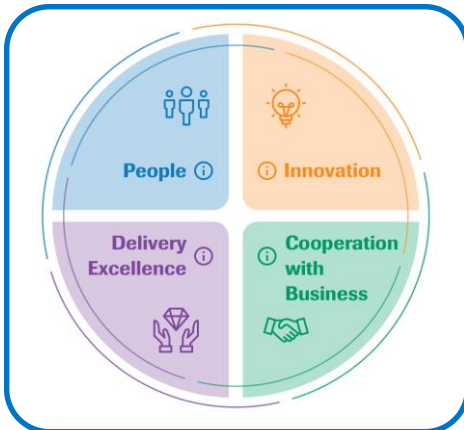 People
Innovation
Delivery
Excellence
Cooperation
with
Business